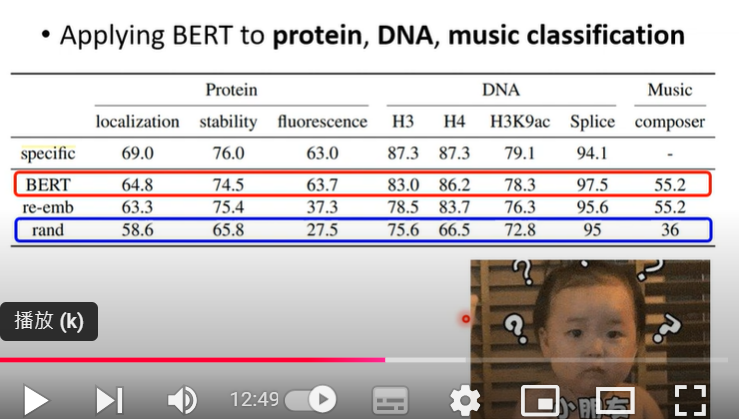 • Applying BERT to protein, DNA, music classification
Protein DNA Music
localization stability fluorescence H3 H4 H3K9ac Splice composer
specific 69.0 76.0 63.0 87.3 87.3 79.1 94.1 -
BERT 64.8 74.5 63.7 83.0 86.2 78.3 97.5 55.2
re-emb 63.3 75.4 37.3 78.5 83.7 76.3 95.6 55.2
rand 58.6 65.8 27.5 75.6 66.5 72.8 95 36
? ? ?
? ?
播放 (k)
12:49
小朋友